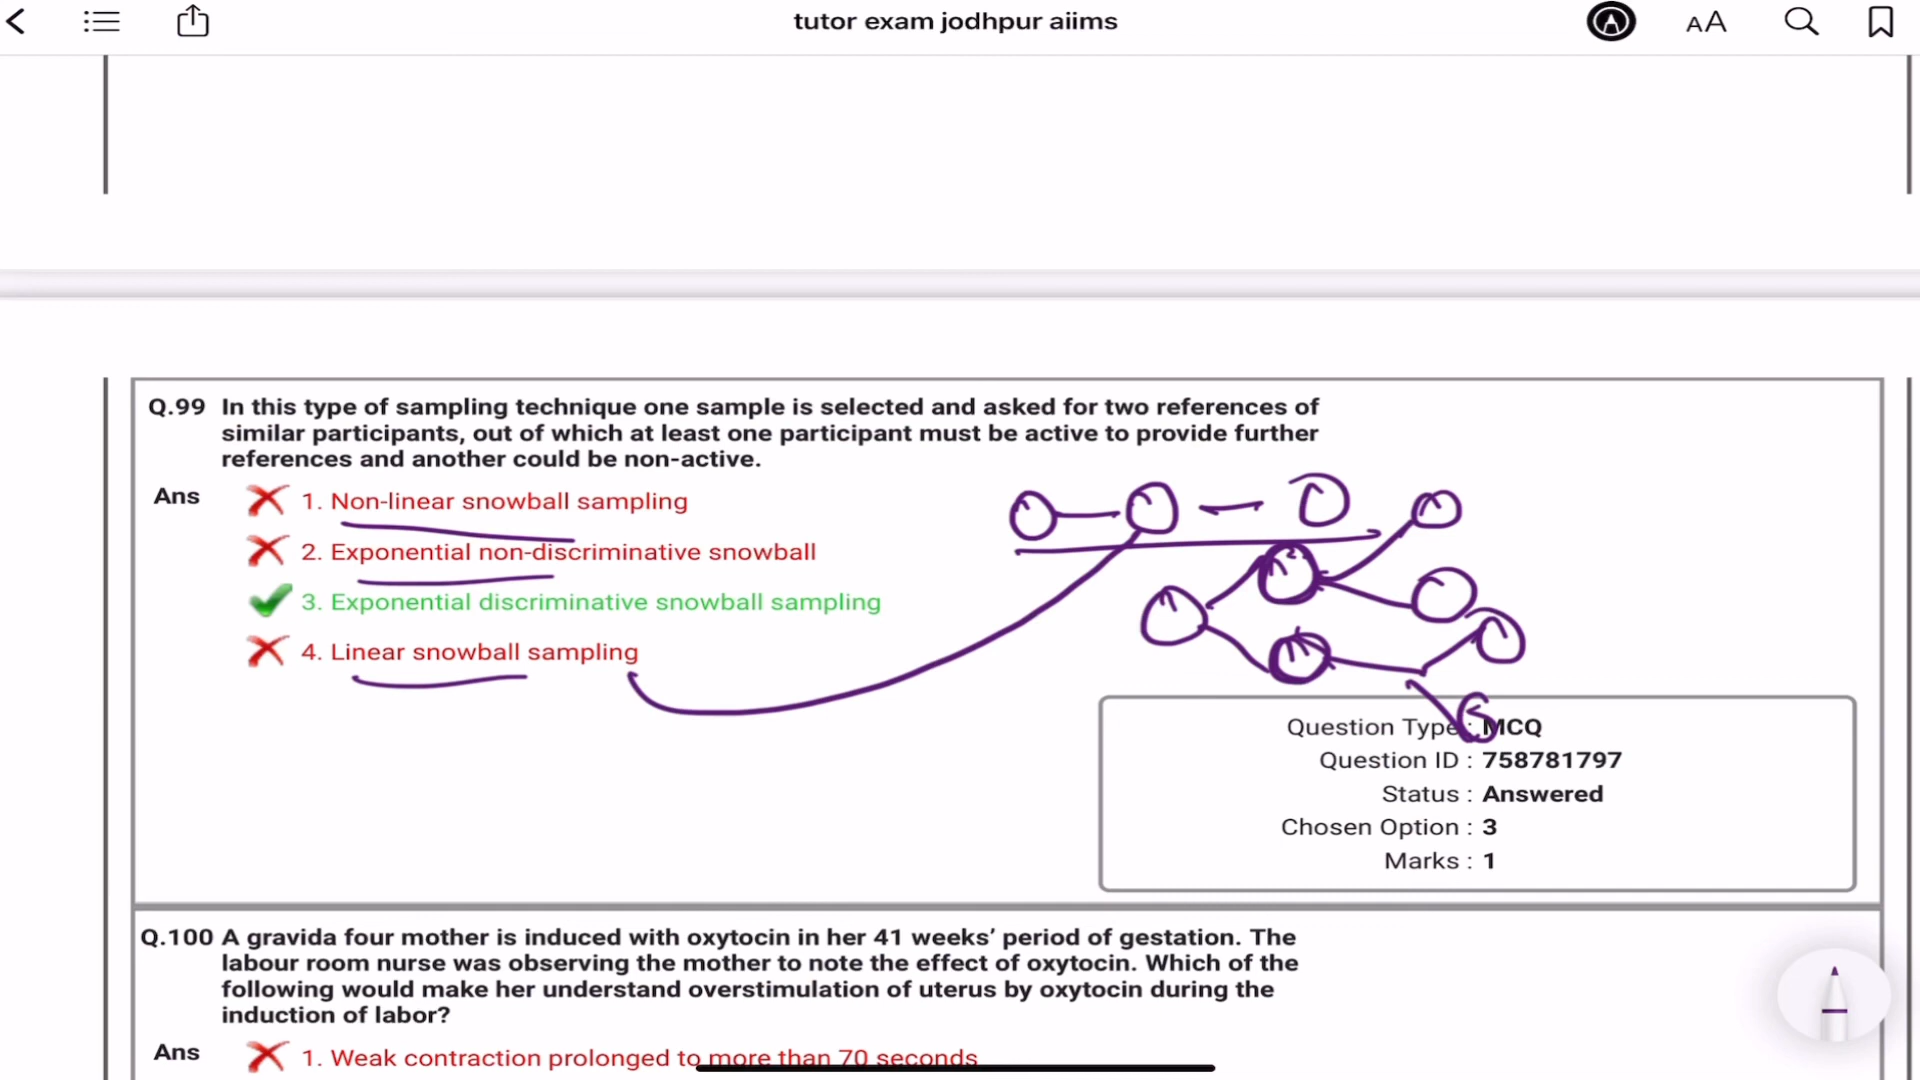 tutor exam jodhpur aiims
AA
Q.99 In this type of sampling technique one sample is selected and asked for two references of
similar participants, out of which at least one participant must be active to provide further
references and another could be non-active.
Ans 1. Non-linear snowball sampling
2. Exponential non-discriminative snowball
3. Exponential discriminative snowball sampling
4. Linear snowball sampling
Question Type : MCQ
Question ID : 758781797
Status : Answered
Chosen Option : 3
Marks : 1
Q.100 A gravida four mother is induced with oxytocin in her 41 weeks’ period of gestation. The
labour room nurse was observing the mother to note the effect of oxytocin. Which of the
following would make her understand overstimulation of uterus by oxytocin during the
induction of labor?
Ans 1. Weak contraction prolonged to more than 70 seconds